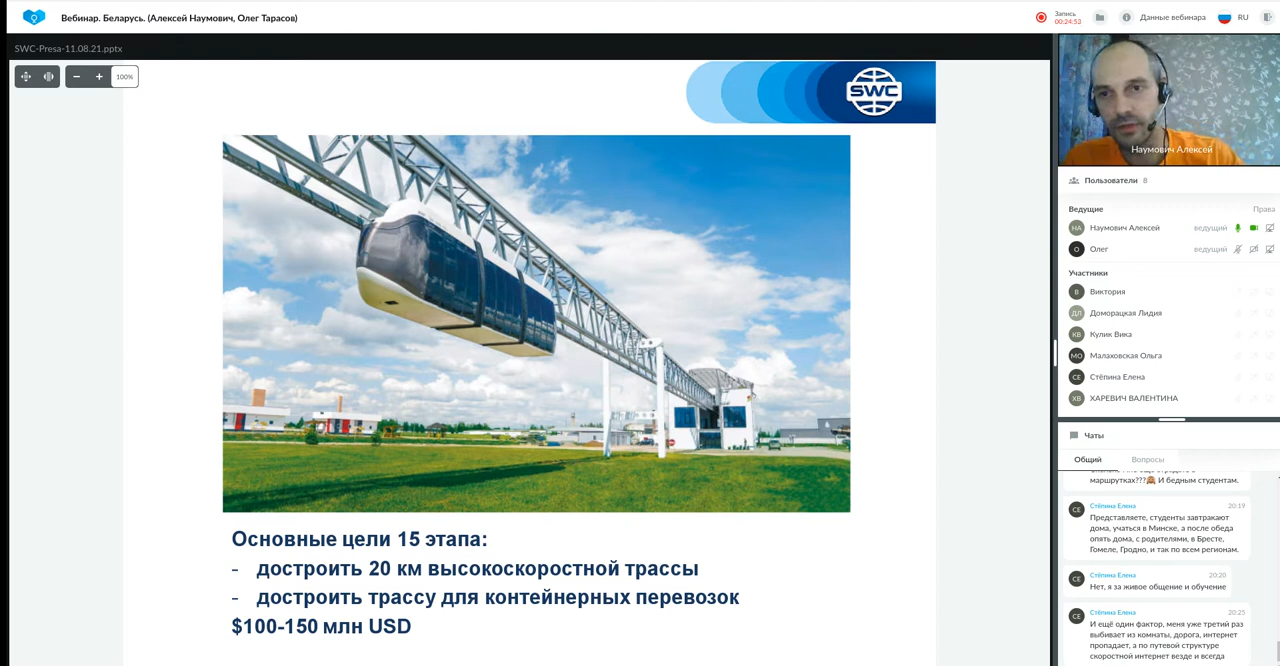 Вебинар. Беларусь. (Алексей Наумович, Олег Тарасов)
Запись
00:24:53
Данные вебинара
RU
SWC-Presa-11.08.21.pptx
100%
SWC
Основные цели 15 этапа:
- достроить 20 км высокоскоростной трассы
- достроить трассу для контейнерных перевозок
$100-150 млн USD
Наумович Алексей
Пользователи 8
Ведущие Права
НА Наумович Алексей ведущий
О Олег ведущий
Участники
В Виктория
ДЛ Доморацкая Лидия
КВ Кулик Вика
МО Малаховская Ольга
СЕ Стёпина Елена
ХВ ХАРЕВИЧ ВАЛЕНТИНА
Чаты
Общий Вопросы
маршрутках???🙈 И бедным студентам.
СЕ Стёпина Елена 20:19
Представляете, студенты завтракают
дома, учаться в Минске, а после обеда
опять дома, с родителями, в Бресте,
Гомеле, Гродно, и так по всем регионам.
СЕ Стёпина Елена 20:20
Нет, я за живое общение и обучение
СЕ Стёпина Елена 20:25
И ещё один фактор, меня уже третий раз
выбивает из комнаты, дорога, интернет
пропадает, а по путевой структуре
скоростной интернет везде и всегда